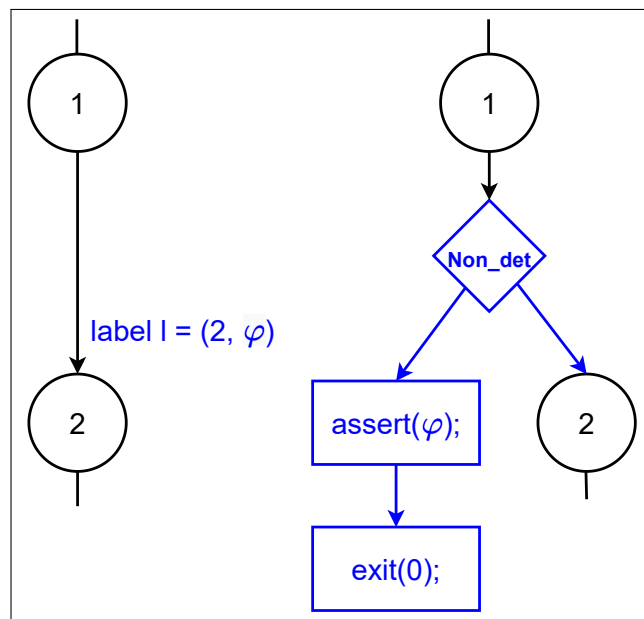 1
label l = (2, φ)
2
1
Non_det
assert(φ);
2
exit(0);